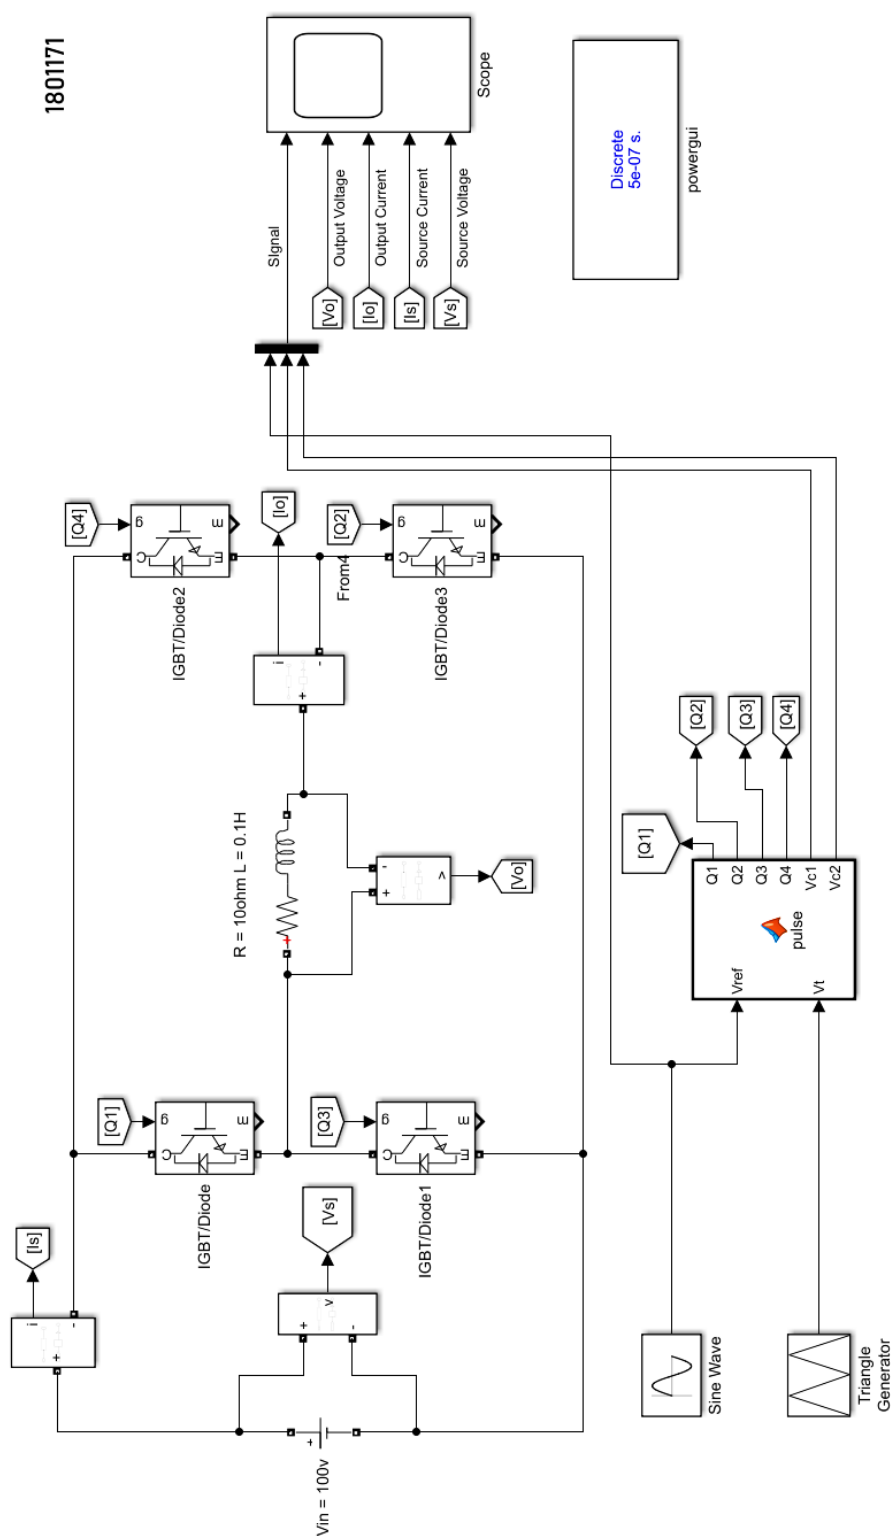 1801171
[Is]
i
+
-
[Q1]
g
C
E
m
IGBT/Diode
[Q4]
g
C
E
m
IGBT/Diode2
Scope
SIgnal
[Vo]
Output Voltage
[Io]
Output Current
[Is]
Source Current
[Vs]
Source Voltage
Vin = 100v
+
+
-
v
[Vs]
R = 10ohm L = 0.1H
+
i
+
-
[Io]
From4
[Q3]
g
C
E
m
IGBT/Diode1
+
-
v
[Vo]
[Q2]
g
C
E
m
IGBT/Diode3
Discrete
5e-07 s.
powergui
Sine Wave
Triangle
Generator
Vref
Vt
pulse
Q1
Q2
Q3
Q4
Vc1
Vc2
[Q1]
[Q2]
[Q3]
[Q4]